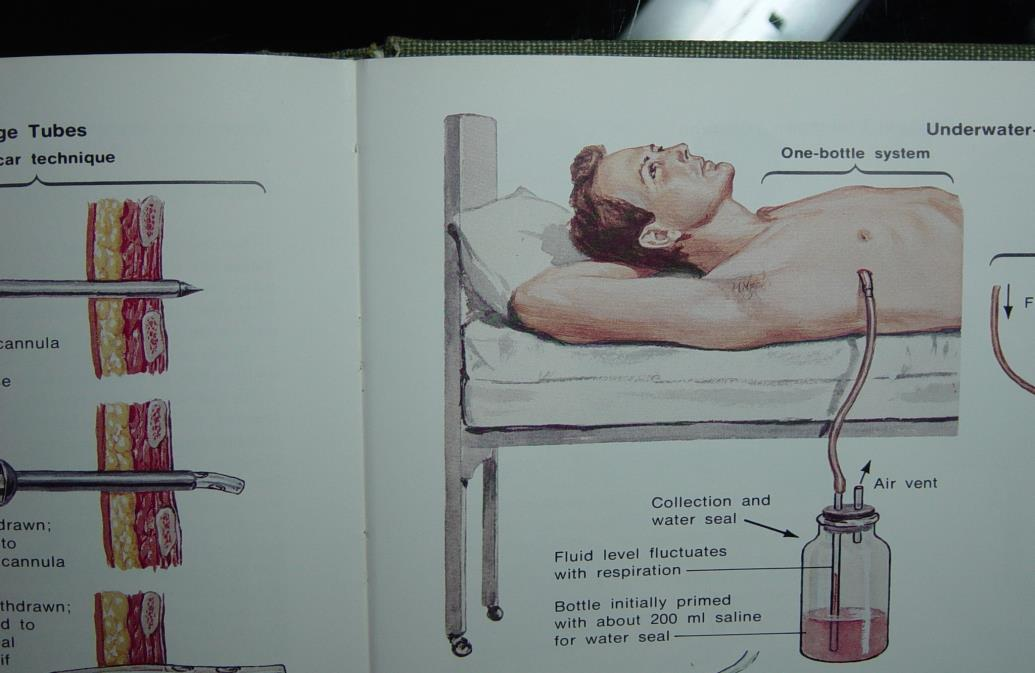 ge Tubes
car technique
cannula
e
drawn;
to
cannula
thdrawn;
d to
al
if
Underwater-
One-bottle system
F
Air vent
Collection and
water seal
Fluid level fluctuates
with respiration
Bottle initially primed
with about 200 ml saline
for water seal